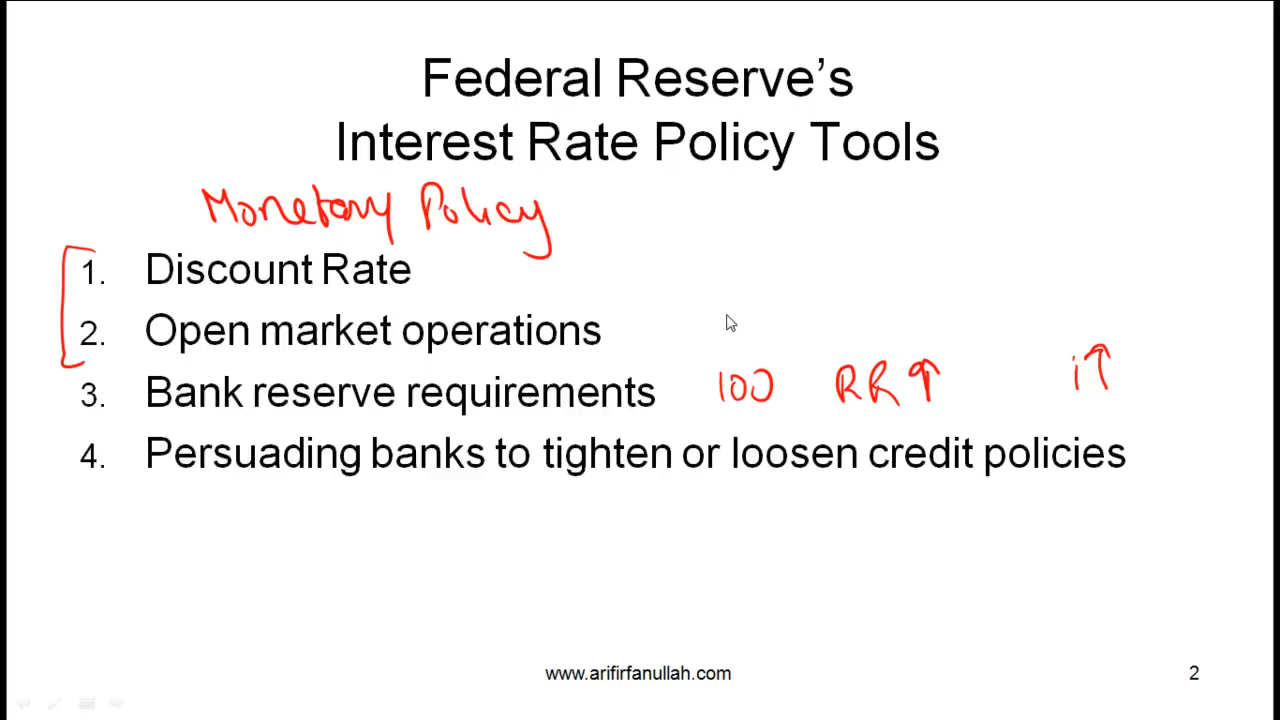 Federal Reserve’s
Interest Rate Policy Tools
Monetary Policy
1. Discount Rate
2. Open market operations
3. Bank reserve requirements 100 RR↑ i↑
4. Persuading banks to tighten or loosen credit policies
www.arifirfanullah.com 2